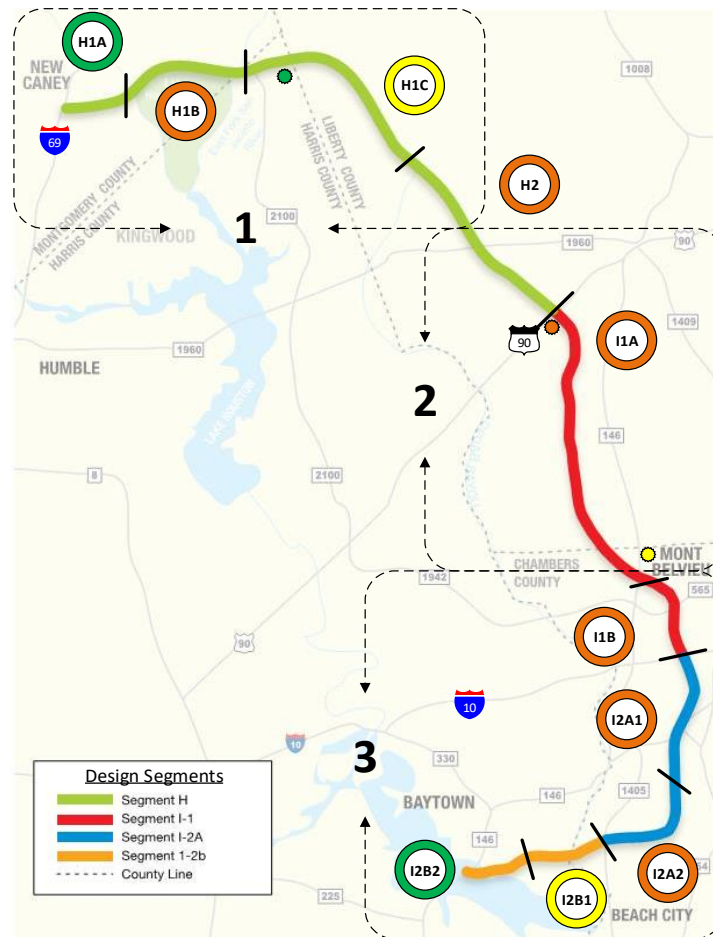 H1A
NEW
CANEY
H1B
H1C
1008
69
LIBERTY COUNTY
HARRIS COUNTY
MONTGOMERY COUNTY
HARRIS COUNTY
H2
2100
KINGWOOD
1
1960
90
1409
90
I1A
1960
HUMBLE
2
LAKE HOUSTON
146
8
2100
MONT
BELVIEU
CHAMBERS
COUNTY
1942
565
I1B
90
10
I2A1
10
3
330
Design Segments
Segment H
Segment I-1
Segment I-2A
Segment 1-2b
County Line
BAYTOWN
146
1405
146
I2B2
I2A2
225
I2B1
BEACH CITY